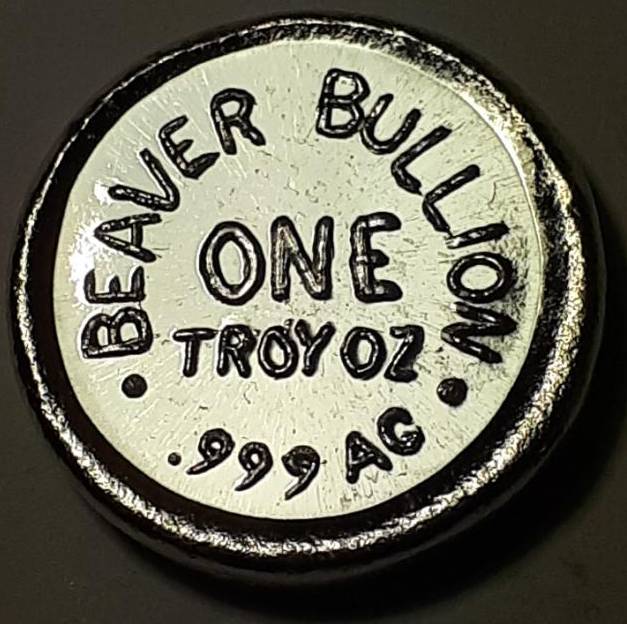 BEAVER BULLION
ONE
TROY OZ
.999 AG